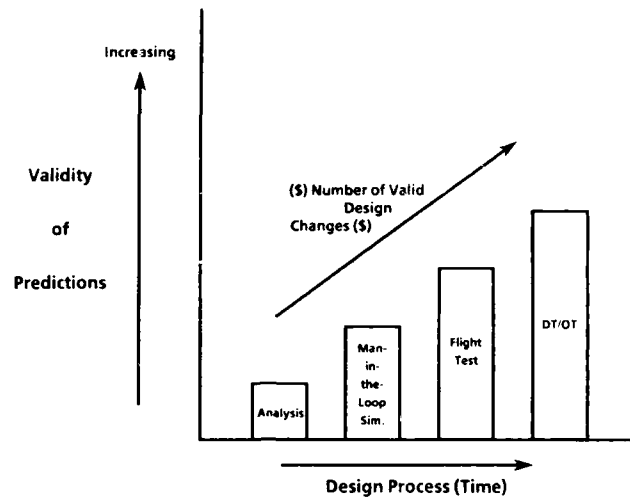 Increasing
Validity
of
Predictions
($) Number of Valid
Design
Changes ($)
Analysis
Man-
in-
the-
Loop
Sim.
Flight
Test
DT/OT
Design Process (Time)